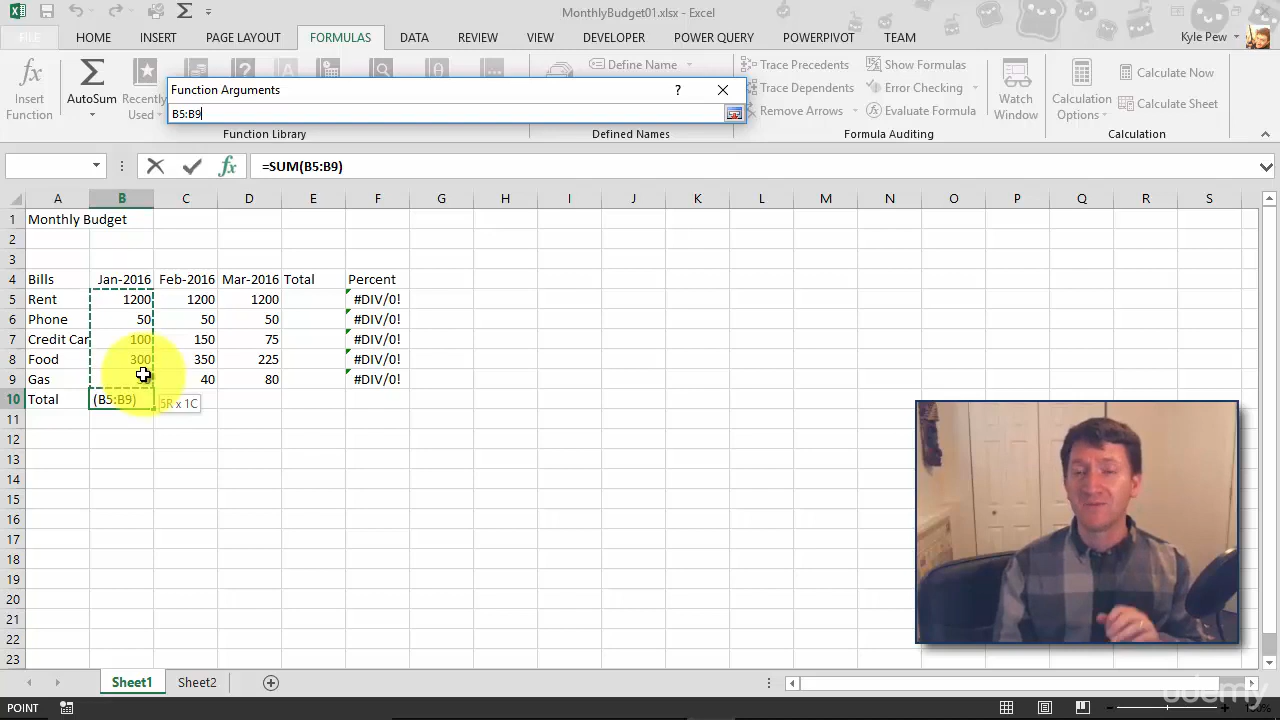 MonthlyBudget01.xlsx - Excel
FILE HOME INSERT PAGE LAYOUT FORMULAS DATA REVIEW VIEW DEVELOPER POWER QUERY POWERPIVOT TEAM Kyle Pew
Insert Function
AutoSum
Recently
Define Name
Trace Precedents
Show Formulas
Trace Dependents
Error Checking
Remove Arrows
Evaluate Formula
Watch Window
Calculation Options
Calculate Now
Calculate Sheet
Function Library
Defined Names
Formula Auditing
Calculation
Function Arguments ?
B5:B9
fx =SUM(B5:B9)
A B C D E F G H I J K L M N O P Q R S
1 Monthly Budget
2
3
4 Bills Jan-2016 Feb-2016 Mar-2016 Total Percent
5 Rent 1200 1200 1200 #DIV/0!
6 Phone 50 50 50 #DIV/0!
7 Credit Car 100 150 75 #DIV/0!
8 Food 300 350 225 #DIV/0!
9 Gas 40 80 #DIV/0!
10 Total (B5:B9) 5R x 1C
11
12
13
14
15
16
17
18
19
20
21
22
23
Sheet1 Sheet2
POINT
udemy